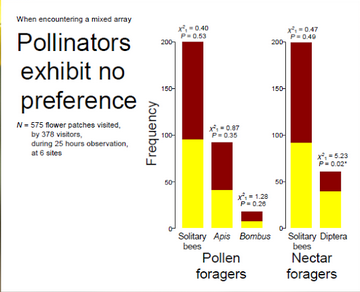 When encountering a mixed array
Pollinators
exhibit no
preference
N = 575 flower patches visited,
by 378 visitors,
during 25 hours observation,
at 6 sites
Frequency
200
150
100
50
0
χ²₁ = 0.40
P = 0.53
χ²₁ = 0.87
P = 0.35
χ²₁ = 1.28
P = 0.26
Solitary
bees
Apis
Bombus
Pollen
foragers
200
150
100
50
0
χ²₁ = 0.47
P = 0.49
χ²₁ = 5.23
P = 0.02*
Solitary
bees
Diptera
Nectar
foragers